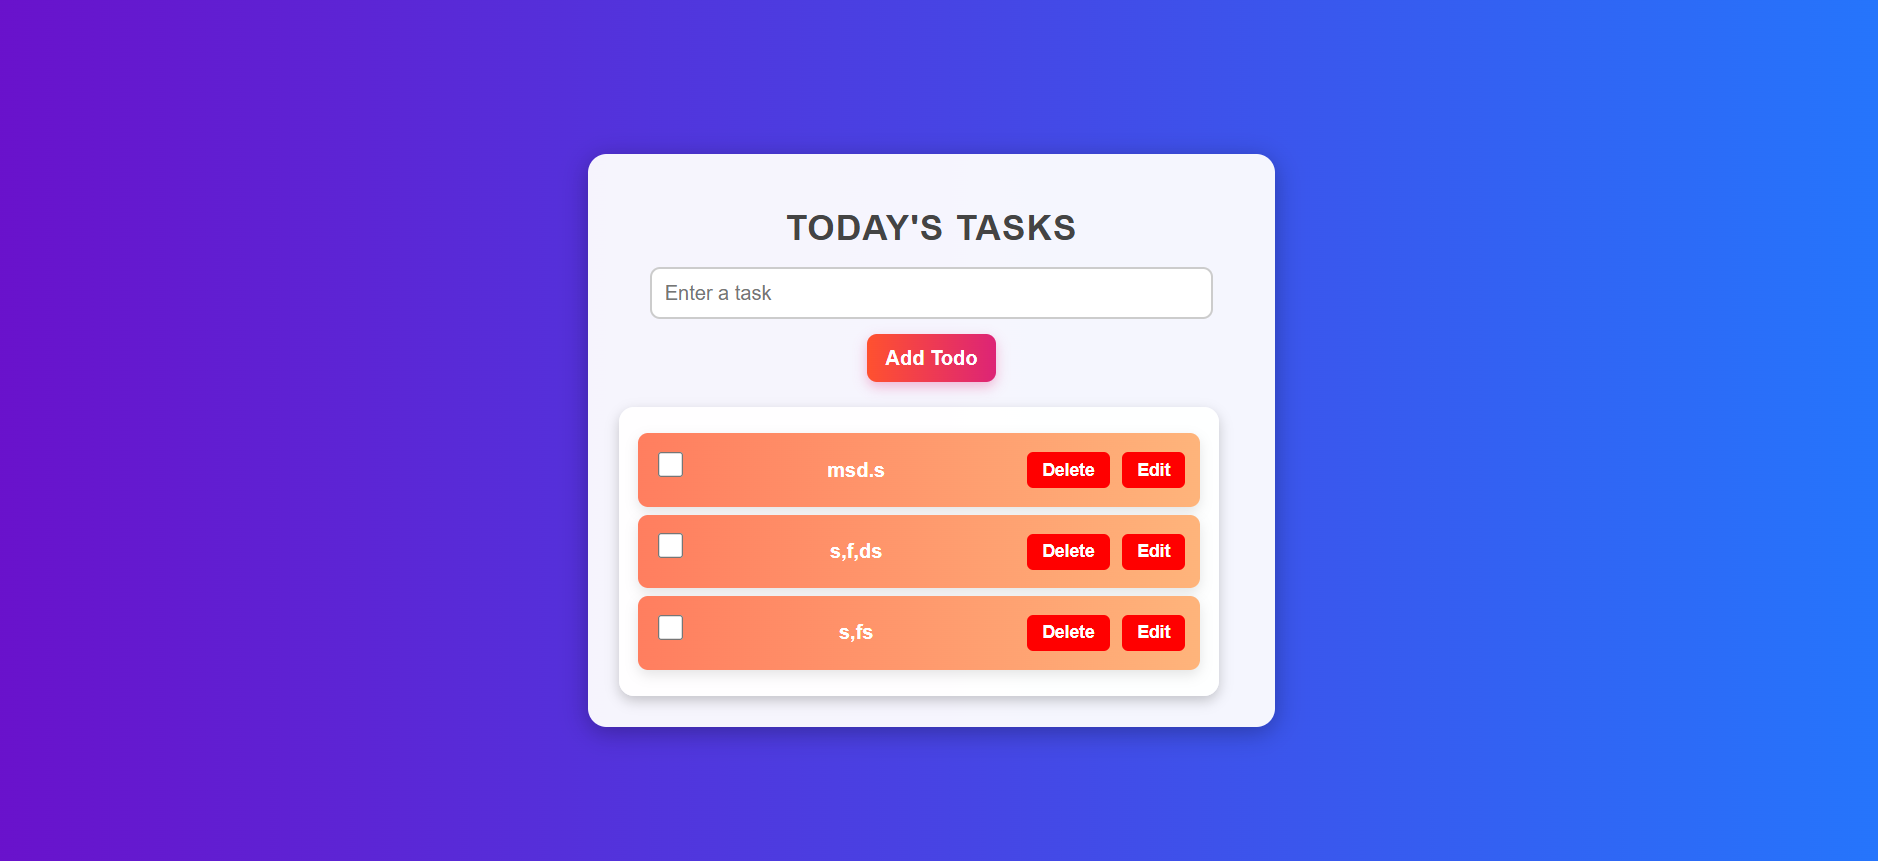 TODAY'S TASKS
Enter a task
Add Todo
msd.s Delete Edit
s,f,ds Delete Edit
s,fs Delete Edit